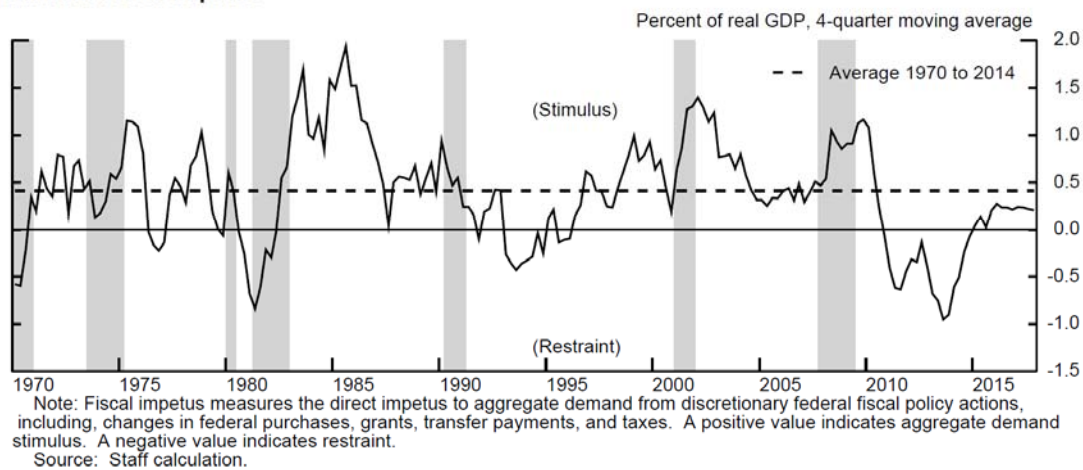 Percent of real GDP, 4-quarter moving average
2.0
Average 1970 to 2014
1.5
(Stimulus)
1.0
0.5
0.0
-0.5
-1.0
(Restraint)
-1.5
1970 1975 1980 1985 1990 1995 2000 2005 2010 2015
Note: Fiscal impetus measures the direct impetus to aggregate demand from discretionary federal fiscal policy actions,
including, changes in federal purchases, grants, transfer payments, and taxes. A positive value indicates aggregate demand
stimulus. A negative value indicates restraint.
Source: Staff calculation.